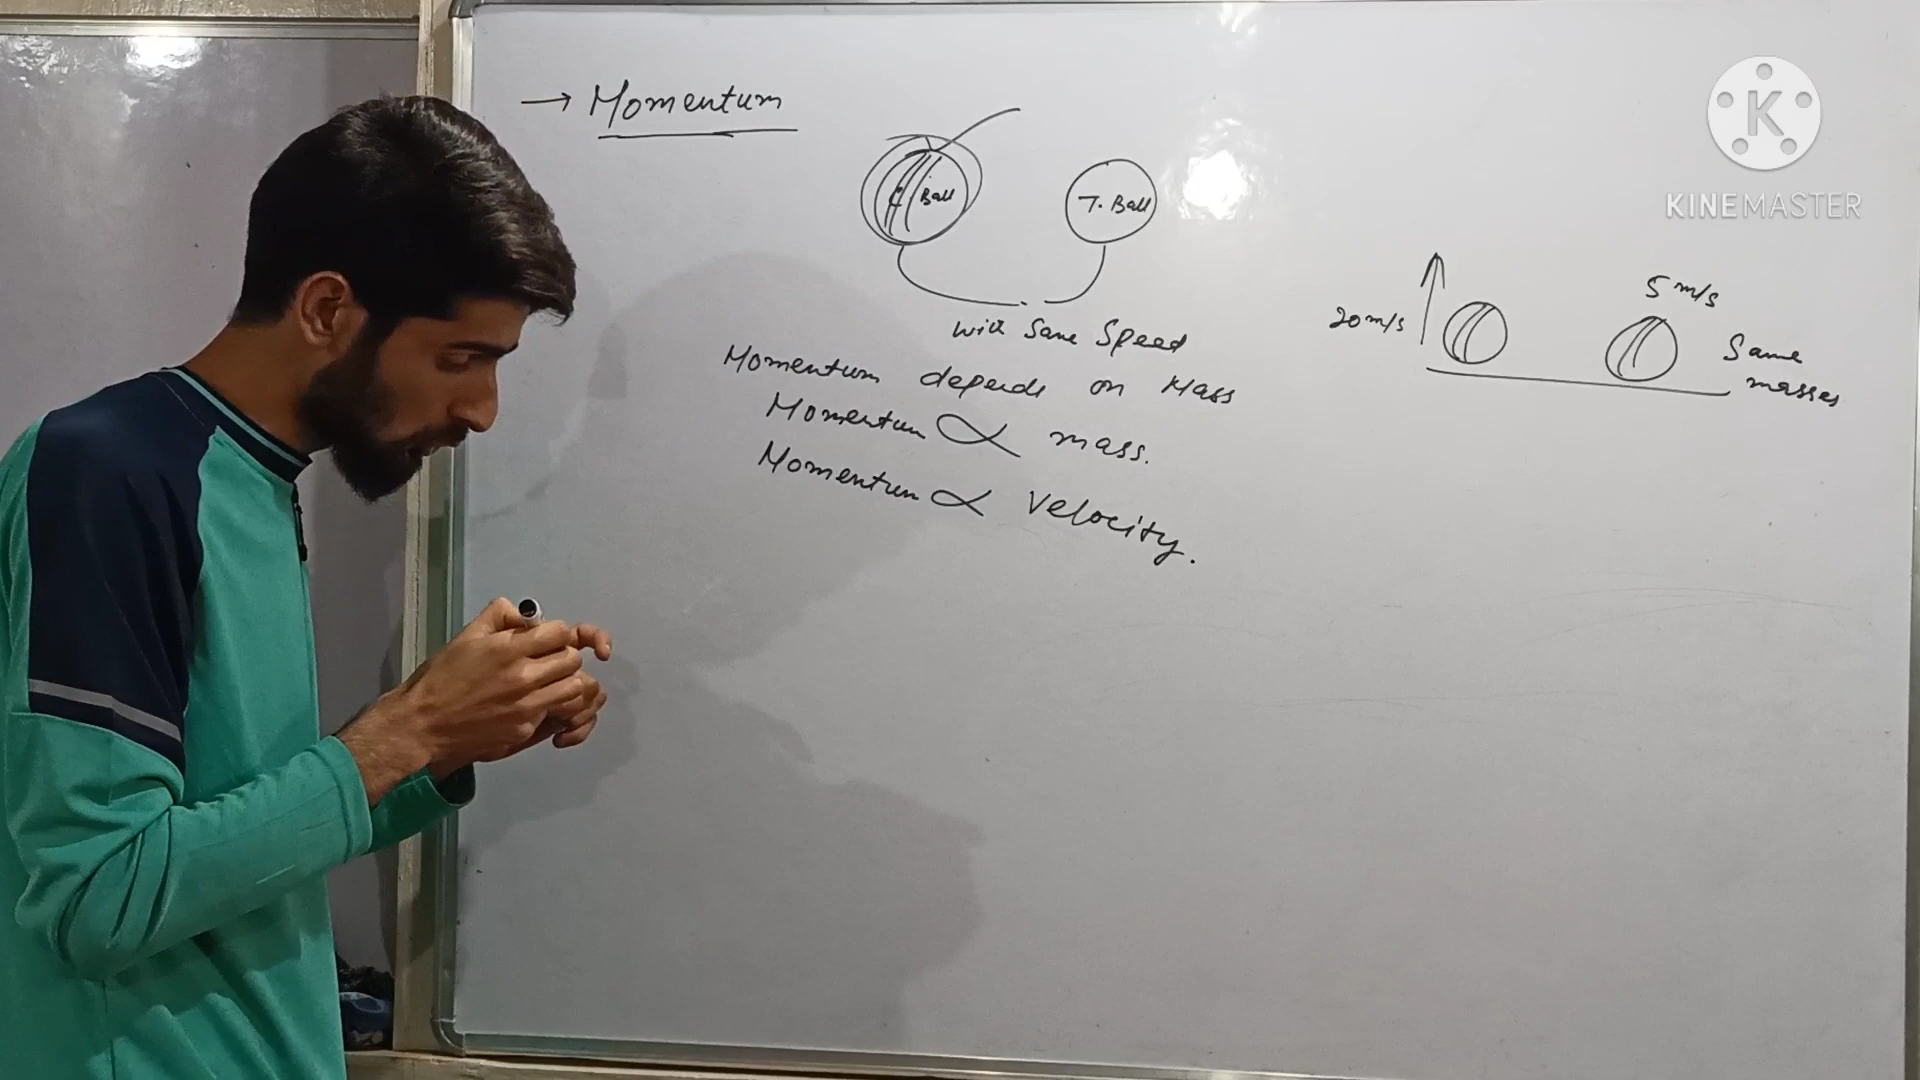 → Momentum
C Ball
T. Ball
with Same Speed
Momentum depends on Mass
Momentum ∝ mass.
Momentum ∝ Velocity.
20 m/s
5 m/s
Same
masses
K
KINEMASTER